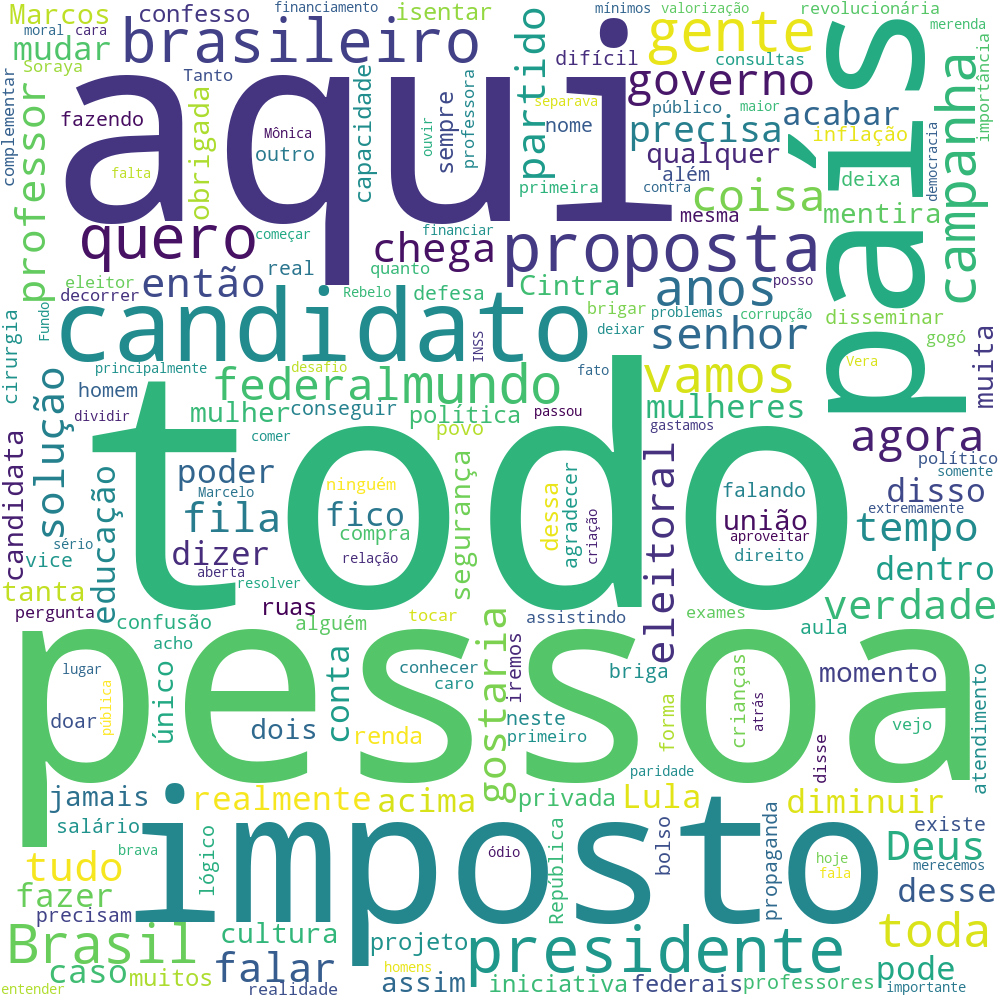 Marcos
confesso
financiamento
isentar
mínimos
valorização
revolucionária
moral
cara
brasileiro
gente
merenda
mudar
difícil
consultas
importância
Soraya
Tanto
partido
governo
complementar
aqui
país
campanha
professor
fazendo
obrigada
Mônica
outro
capacidade
ouvir
sempre
professora
separava
nome
público
maior
acabar
precisa
inflação
democracia
falta
primeira
além
qualquer
contra
coisa
deixa
mesma
mentira
quero
começar
chega
financiar
proposta
eleitor
decorrer
então
real
quanto
Cintra
anos
posso
Fundo
Rebelo
defesa
brigar
senhor
disseminar
gogó
problemas
corrupção
deixar
cirurgia
candidato
INSS
Vera
muita
principalmente
desafio
fato
federal
mundo
vamos
solução
homem
mulher
conseguir
política
passou
mulheres
dividir
gastamos
agora
comer
povo
político
candidata
educação
poder
todo
ninguém
segurança
eleitoral
somente
Marcelo
falando
disso
fila
fico
dessa
agradecer
união
extremamente
sério
dizer
compra
criação
aproveitar
tempo
vice
relação
direito
aberta
resolver
dentro
tanta
ruas
verdade
pergunta
confusão
alguém
tocar
assistindo
exames
aula
acho
pessoa
gostaria
lugar
único
conta
conhecer
caro
iremos
briga
crianças
momento
doar
pública
dois
neste
primeiro
forma
atrás
vejo
atendimento
renda
paridade
disse
jamais
realmente
acima
privada
Lula
diminuir
salário
imposto
existe
brava
lógico
ódio
República
bolso
propaganda
hoje
fala
Deus
merecemos
tudo
fazer
desse
precisam
Brasil
cultura
projeto
presidente
toda
caso
muitos
falar
homens
assim
iniciativa
federais
professores
pode
entender
realidade
importante